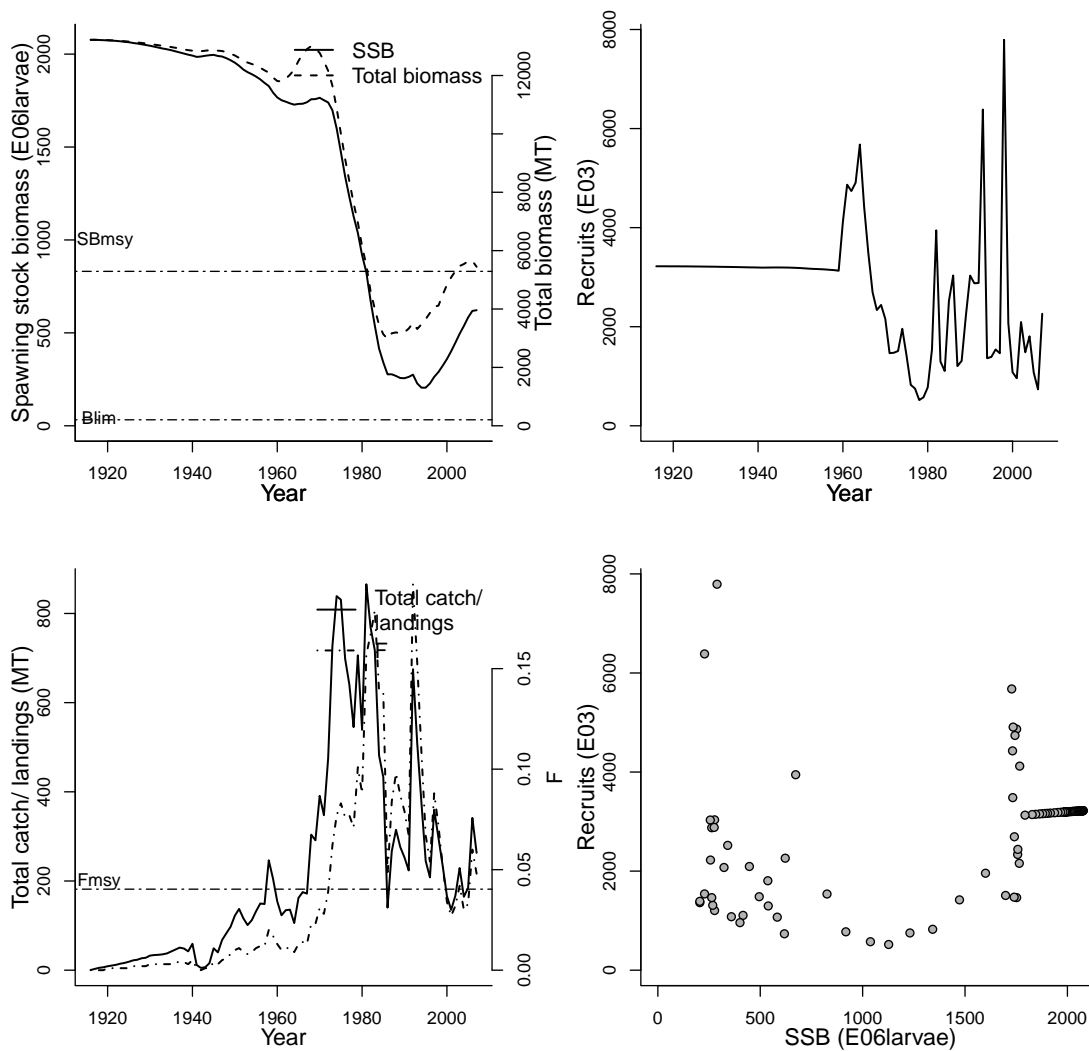 Spawning stock biomass (E06larvae)
0 500 1000 1500 2000
SSB
Total biomass
SBmsy
Blim
Total biomass (MT)
0 2000 4000 6000 8000 12000
1920 1940 1960 1980 2000
Year
Recruits (E03)
0 2000 4000 6000 8000
1920 1940 1960 1980 2000
Year
Total catch/ landings (MT)
0 200 400 600 800
Total catch/
landings
F
Fmsy
F
0.00 0.05 0.10 0.15
1920 1940 1960 1980 2000
Year
Recruits (E03)
0 2000 4000 6000 8000
0 500 1000 1500 2000
SSB (E06larvae)